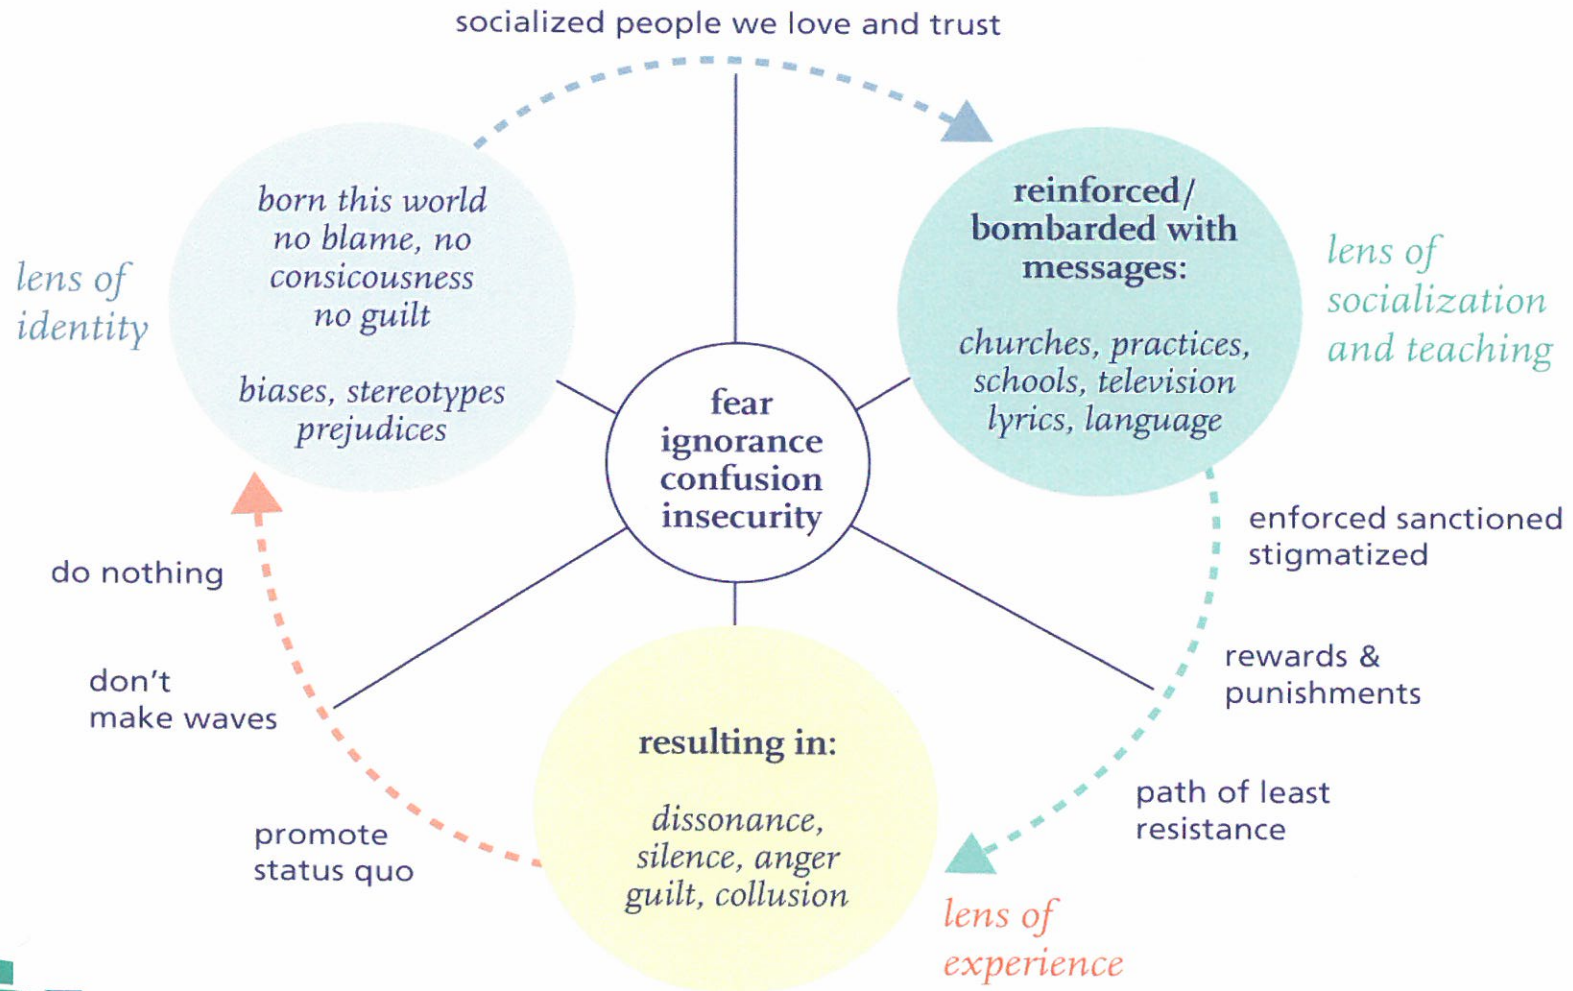 socialized people we love and trust
born this world
no blame, no
consicousness
no guilt
biases, stereotypes
prejudices
lens of
identity
reinforced/
bombarded with
messages:
churches, practices,
schools, television
lyrics, language
lens of
socialization
and teaching
fear
ignorance
confusion
insecurity
enforced sanctioned
stigmatized
rewards &
punishments
path of least
resistance
resulting in:
dissonance,
silence, anger
guilt, collusion
lens of
experience
promote
status quo
don't
make waves
do nothing